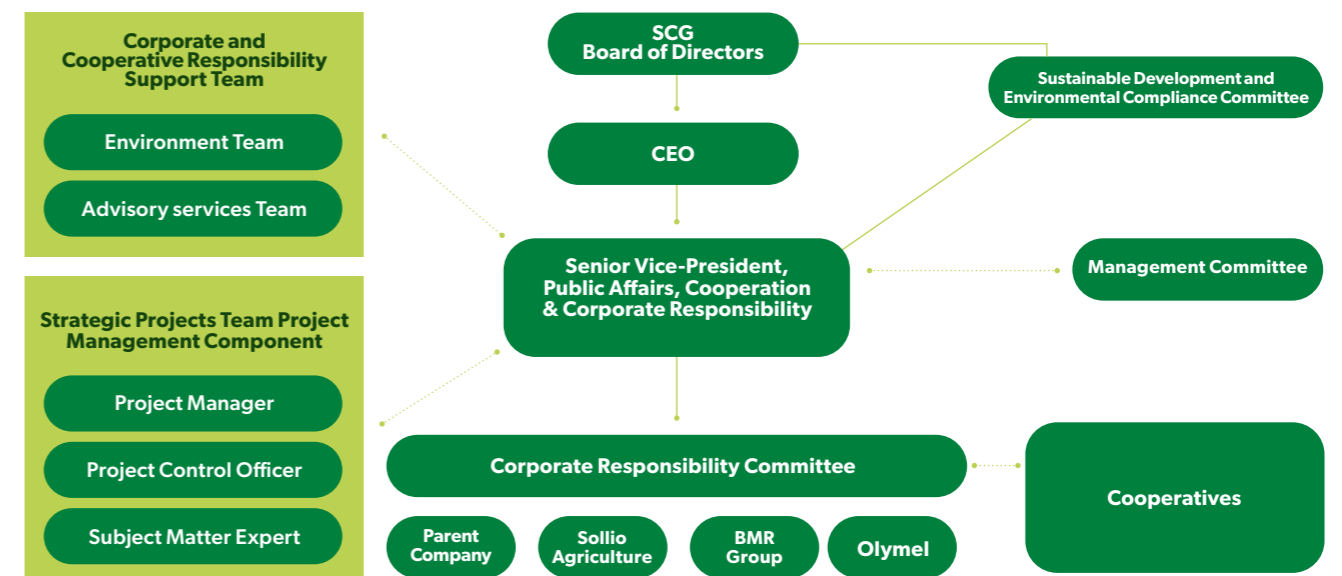 Corporate and
Cooperative Responsibility
Support Team
Environment Team
Advisory services Team
Strategic Projects Team Project
Management Component
Project Manager
Project Control Officer
Subject Matter Expert
SCG
Board of Directors
CEO
Senior Vice-President,
Public Affairs, Cooperation
& Corporate Responsibility
Sustainable Development and
Environmental Compliance Committee
Management Committee
Corporate Responsibility Committee
Cooperatives
Parent
Company
Sollio
Agriculture
BMR
Group
Olymel